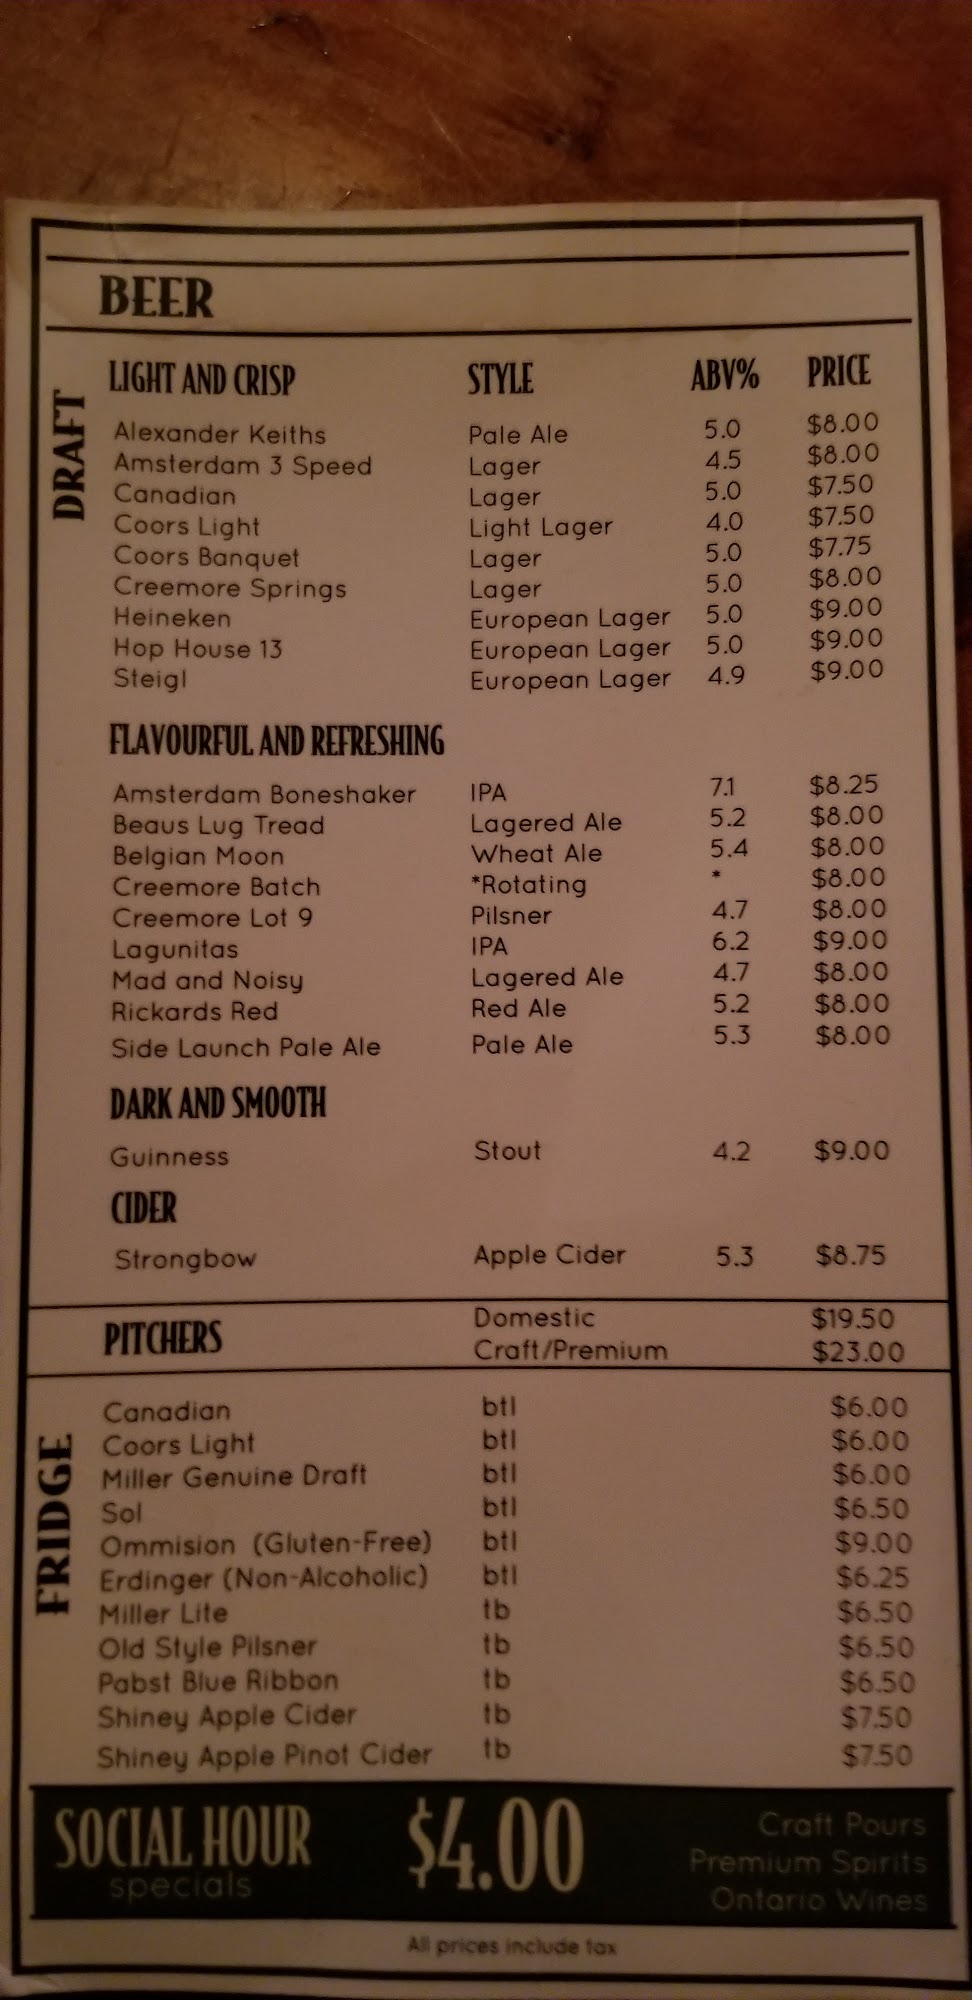 BEER
DRAFT
LIGHT AND CRISP STYLE ABV% PRICE
Alexander Keiths Pale Ale 5.0 $8.00
Amsterdam 3 Speed Lager 4.5 $8.00
Canadian Lager 5.0 $7.50
Coors Light Light Lager 4.0 $7.50
Coors Banquet Lager 5.0 $7.75
Creemore Springs Lager 5.0 $8.00
Heineken European Lager 5.0 $9.00
Hop House 13 European Lager 5.0 $9.00
Steigl European Lager 4.9 $9.00
FLAVOURFUL AND REFRESHING
Amsterdam Boneshaker IPA 7.1 $8.25
Beaus Lug Tread Lagered Ale 5.2 $8.00
Belgian Moon Wheat Ale 5.4 $8.00
Creemore Batch *Rotating * $8.00
Creemore Lot 9 Pilsner 4.7 $8.00
Lagunitas IPA 6.2 $9.00
Mad and Noisy Lagered Ale 4.7 $8.00
Rickards Red Red Ale 5.2 $8.00
Side Launch Pale Ale Pale Ale 5.3 $8.00
DARK AND SMOOTH
Guinness Stout 4.2 $9.00
CIDER
Strongbow Apple Cider 5.3 $8.75
PITCHERS
Domestic $19.50
Craft/Premium $23.00
FRIDGE
Canadian btl $6.00
Coors Light btl $6.00
Miller Genuine Draft btl $6.00
Sol btl $6.50
Ommision (Gluten-Free) btl $9.00
Erdinger (Non-Alcoholic) btl $6.25
Miller Lite tb $6.50
Old Style Pilsner tb $6.50
Pabst Blue Ribbon tb $6.50
Shiney Apple Cider tb $7.50
Shiney Apple Pinot Cider tb $7.50
SOCIAL HOUR
specials
$4.00
Craft Pours
Premium Spirits
Ontario Wines
All prices include tax